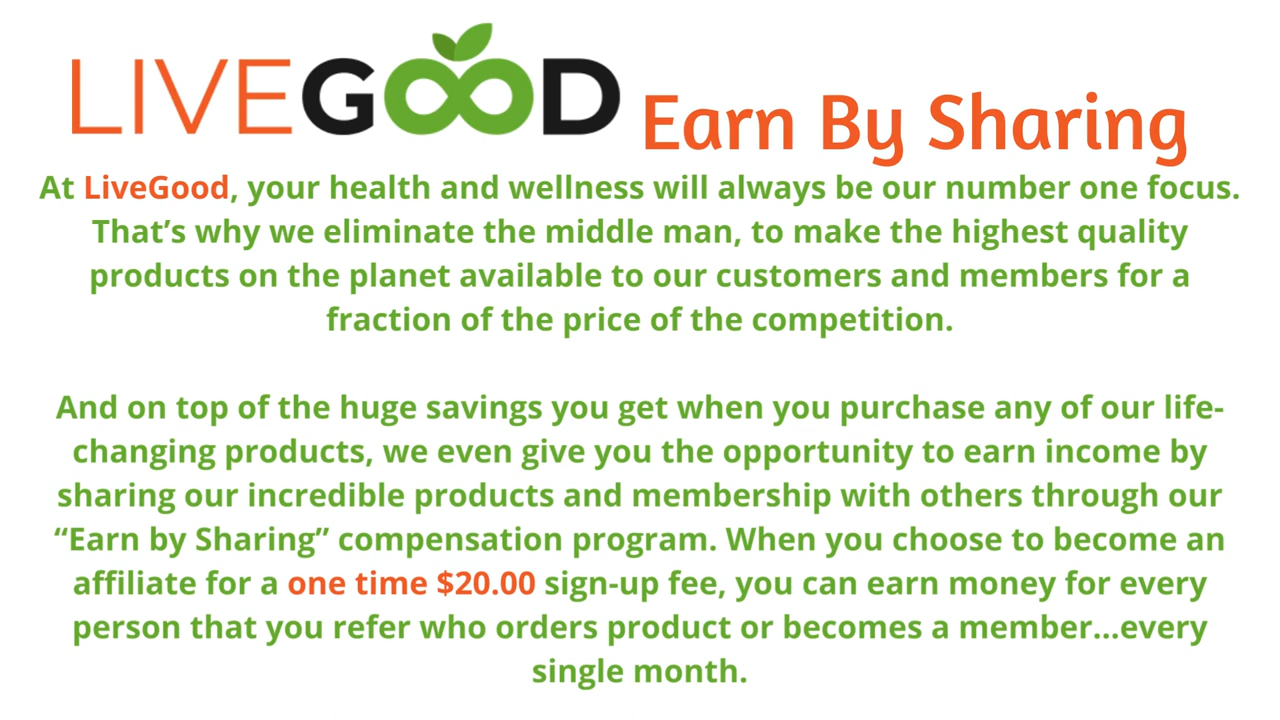 LIVEGOOD Earn By Sharing
At LiveGood, your health and wellness will always be our number one focus.
That’s why we eliminate the middle man, to make the highest quality
products on the planet available to our customers and members for a
fraction of the price of the competition.
And on top of the huge savings you get when you purchase any of our life-
changing products, we even give you the opportunity to earn income by
sharing our incredible products and membership with others through our
“Earn by Sharing” compensation program. When you choose to become an
affiliate for a one time $20.00 sign-up fee, you can earn money for every
person that you refer who orders product or becomes a member...every
single month.